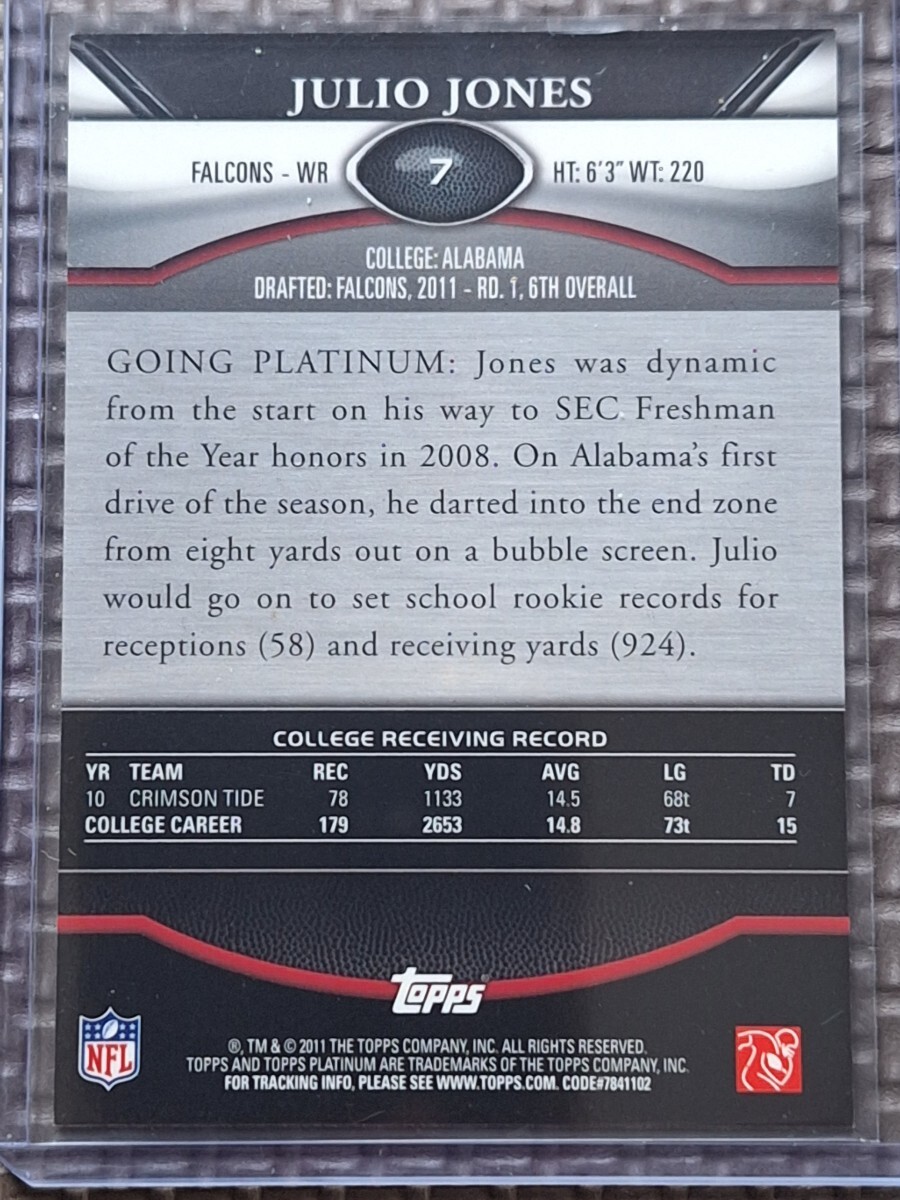 JULIO JONES
FALCONS - WR 7 HT: 6'3" WT: 220
COLLEGE: ALABAMA
DRAFTED: FALCONS, 2011 - RD. 1, 6TH OVERALL
GOING PLATINUM: Jones was dynamic
from the start on his way to SEC Freshman
of the Year honors in 2008. On Alabama's first
drive of the season, he darted into the end zone
from eight yards out on a bubble screen. Julio
would go on to set school rookie records for
receptions (58) and receiving yards (924).
COLLEGE RECEIVING RECORD
YR TEAM REC YDS AVG LG TD
10 CRIMSON TIDE 78 1133 14.5 68t 7
COLLEGE CAREER 179 2653 14.8 73t 15
Topps®
NFL
®, TM & © 2011 THE TOPPS COMPANY, INC. ALL RIGHTS RESERVED.
TOPPS AND TOPPS PLATINUM ARE TRADEMARKS OF THE TOPPS COMPANY, INC.
FOR TRACKING INFO, PLEASE SEE WWW.TOPPS.COM. CODE#7841102